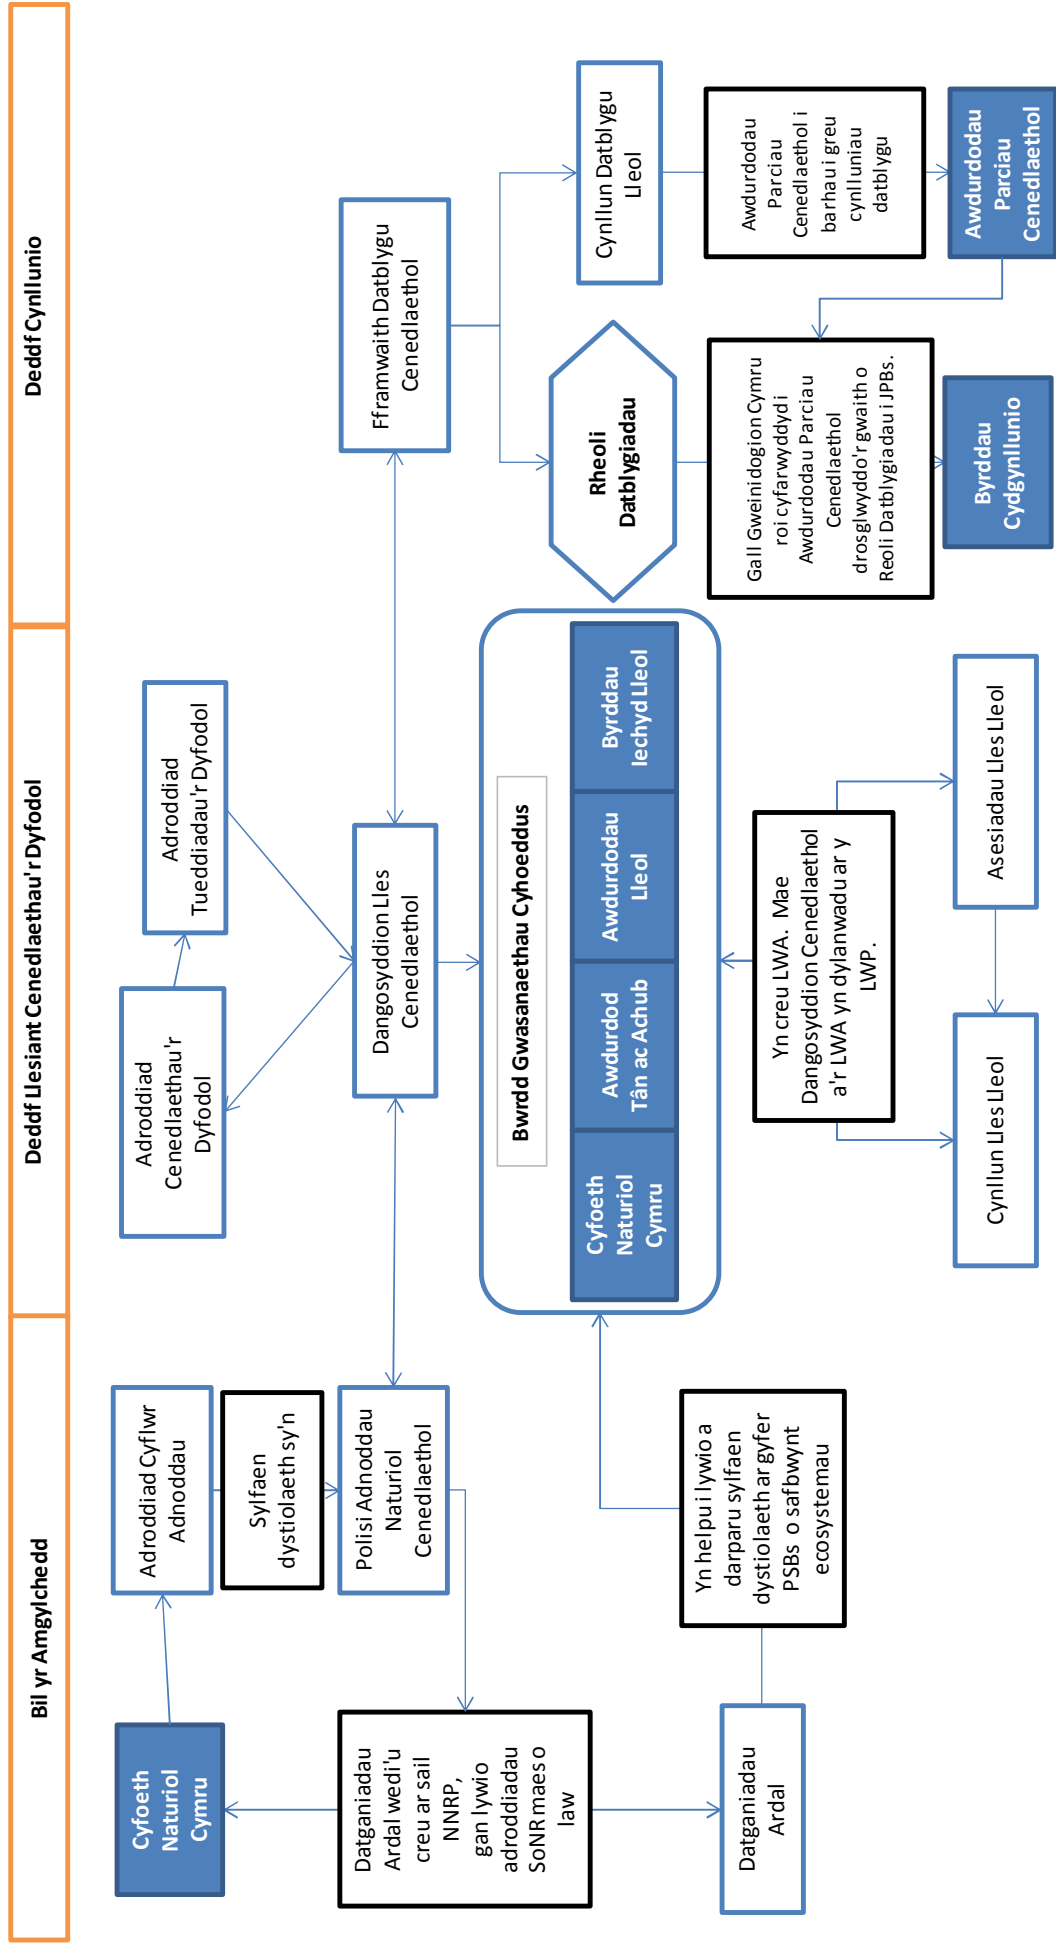 Bil yr Amgylchedd
Deddf Llesiant Cenedlaethau'r Dyfodol
Deddf Cynllunio
Cyfoeth
Naturiol
Cymru
Adroddiad Cyflwr
Adnoddau
Sylfaen
dystiolaeth sy'n
Polisi Adnoddau
Naturiol
Cenedlaethol
Datganiadau
Ardal wedi'u
creu ar sail
NNRP,
gan lywio
adroddiadau
SoNR maes o
law
Datganiadau
Ardal
Yn helpu i lywio a
darparu sylfaen
dystiolaeth ar gyfer
PSBs o safbwynt
ecosystemau
Adroddiad
Cenedlaethau'r
Dyfodol
Adroddiad
Tueddiadau'r Dyfodol
Dangosyddion Lles
Cenedlaethol
Bwrdd Gwasanaethau Cyhoeddus
Cyfoeth
Naturiol
Cymru
Awdurdod
Tân ac Achub
Awdurdodau
Lleol
Byrddau
Iechyd Lleol
Yn creu LWA. Mae
Dangosyddion Cenedlaethol
a'r LWA yn dylanwadu ar y
LWP.
Cynllun Lles Lleol
Asesiadau Lles Lleol
Fframwaith Datblygu
Cenedlaethol
Rheoli
Datblygiadau
Cynllun Datblygu
Lleol
Gall Gweinidogion Cymru
roi cyfarwyddyd i
Awdurdodau Parciau
Cenedlaethol
drosglwyddo'r gwaith o
Reoli Datblygiadau i JPBs.
Awdurdodau
Parciau
Cenedlaethol i
barhau i greu
cynlluniau
datblygu
Byrddau
Cydgynllunio
Awdurdodau
Parciau
Cenedlaethol